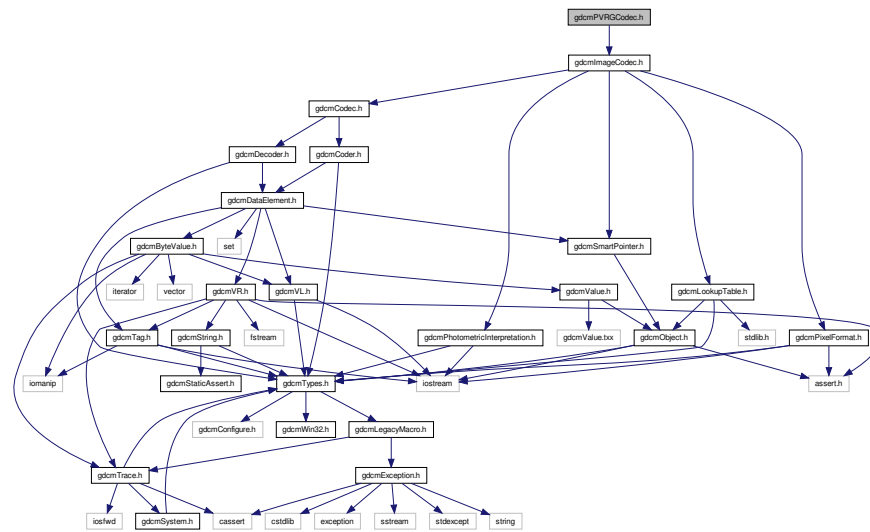 gdcmPVRGCodec.h
gdcmImageCodec.h
gdcmCodec.h
gdcmDecoder.h
gdcmCoder.h
gdcmDataElement.h
gdcmByteValue.h
set
gdcmSmartPointer.h
iterator
vector
gdcmVR.h
gdcmVL.h
gdcmValue.h
gdcmLookupTable.h
gdcmTag.h
gdcmString.h
fstream
gdcmPhotometricInterpretation.h
gdcmValue.txx
gdcmObject.h
stdlib.h
gdcmPixelFormat.h
iomanip
gdcmStaticAssert.h
gdcmTypes.h
iostream
assert.h
gdcmConfigure.h
gdcmWin32.h
gdcmLegacyMacro.h
gdcmTrace.h
gdcmException.h
iosfwd
gdcmSystem.h
cassert
cstdlib
exception
sstream
stdexcept
string